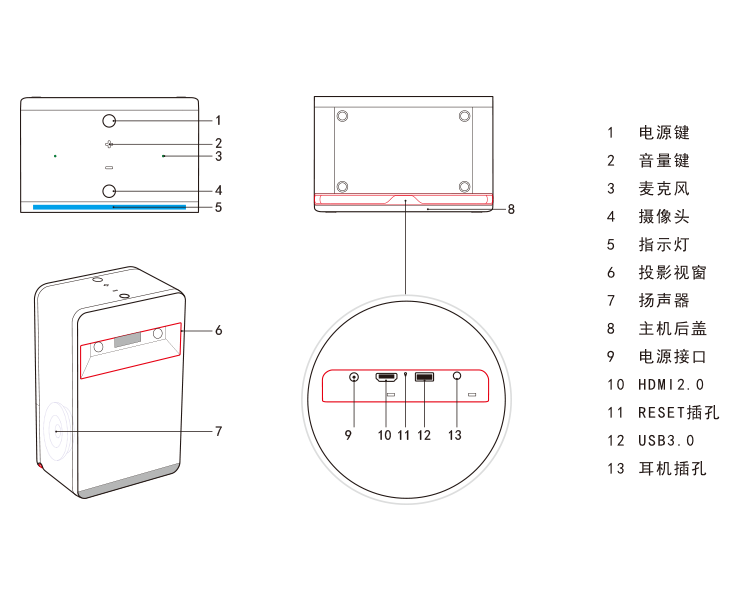 1
2
3
4
5
8
6
7
9 10 11 12 13
1 电源键
2 音量键
3 麦克风
4 摄像头
5 指示灯
6 投影视窗
7 扬声器
8 主机后盖
9 电源接口
10 HDMI2.0
11 RESET插孔
12 USB3.0
13 耳机插孔